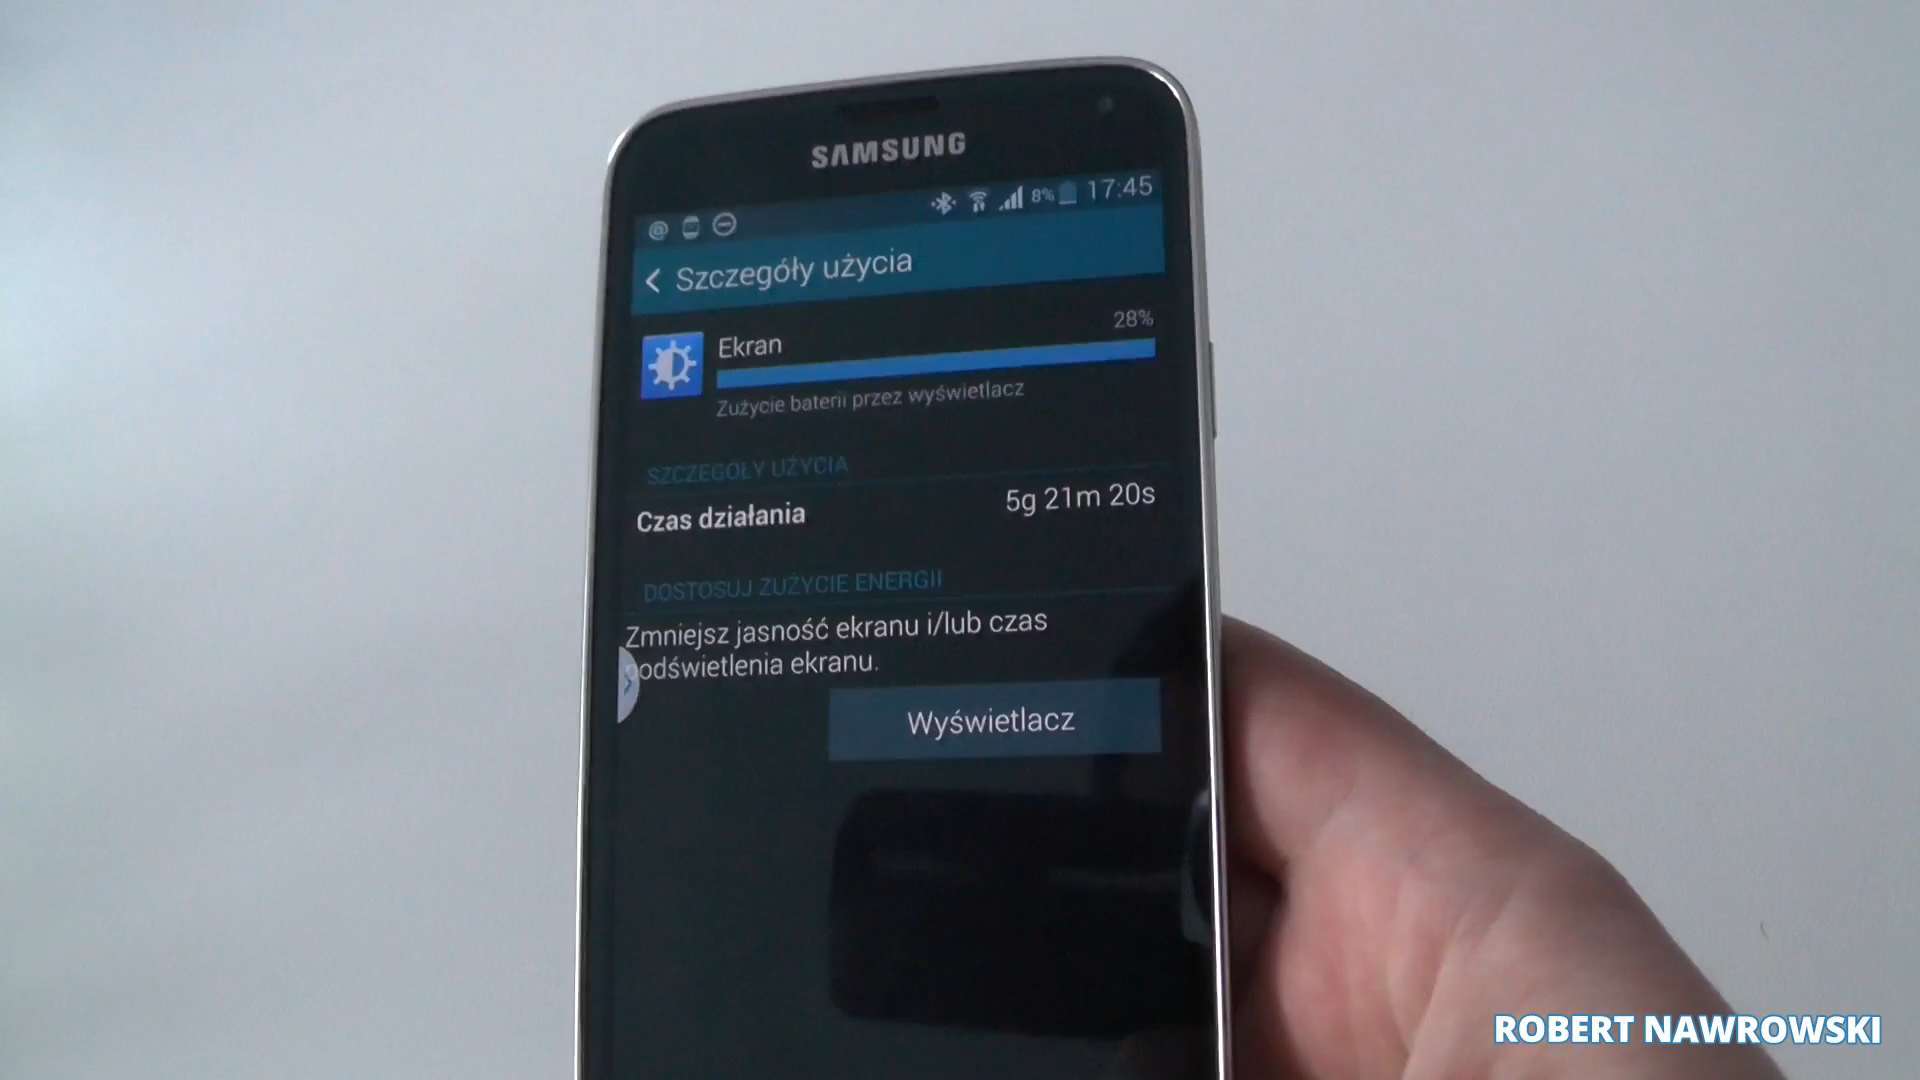 SAMSUNG
8% 17:45
Szczegóły użycia
28%
Ekran
Zużycie baterii przez wyświetlacz
SZCZEGÓŁY UŻYCIA
Czas działania 5g 21m 20s
DOSTOSUJ ZUŻYCIE ENERGII
Zmniejsz jasność ekranu i/lub czas
podświetlenia ekranu.
Wyświetlacz
ROBERT NAWROWSKI